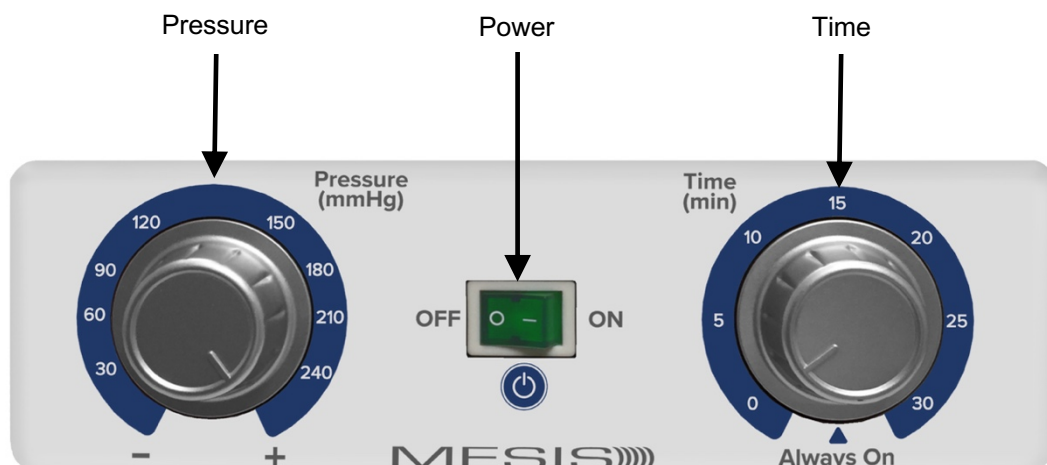 Pressure
Power
Time
Pressure
(mmHg)
30
60
90
120
150
180
210
240
−
+
OFF
O
–
ON
Time
(min)
0
5
10
15
20
25
30
Always On
MESIS